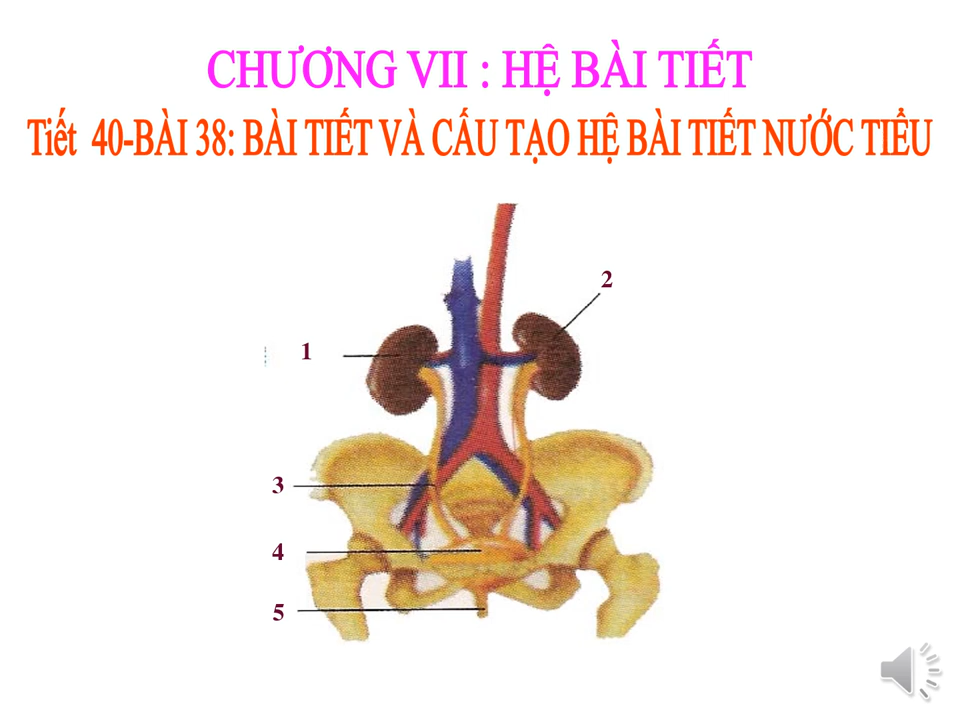 CHƯƠNG VII : HỆ BÀI TIẾT
Tiết 40-BÀI 38: BÀI TIẾT VÀ CẤU TẠO HỆ BÀI TIẾT NƯỚC TIỂU
2
1
3
4
5